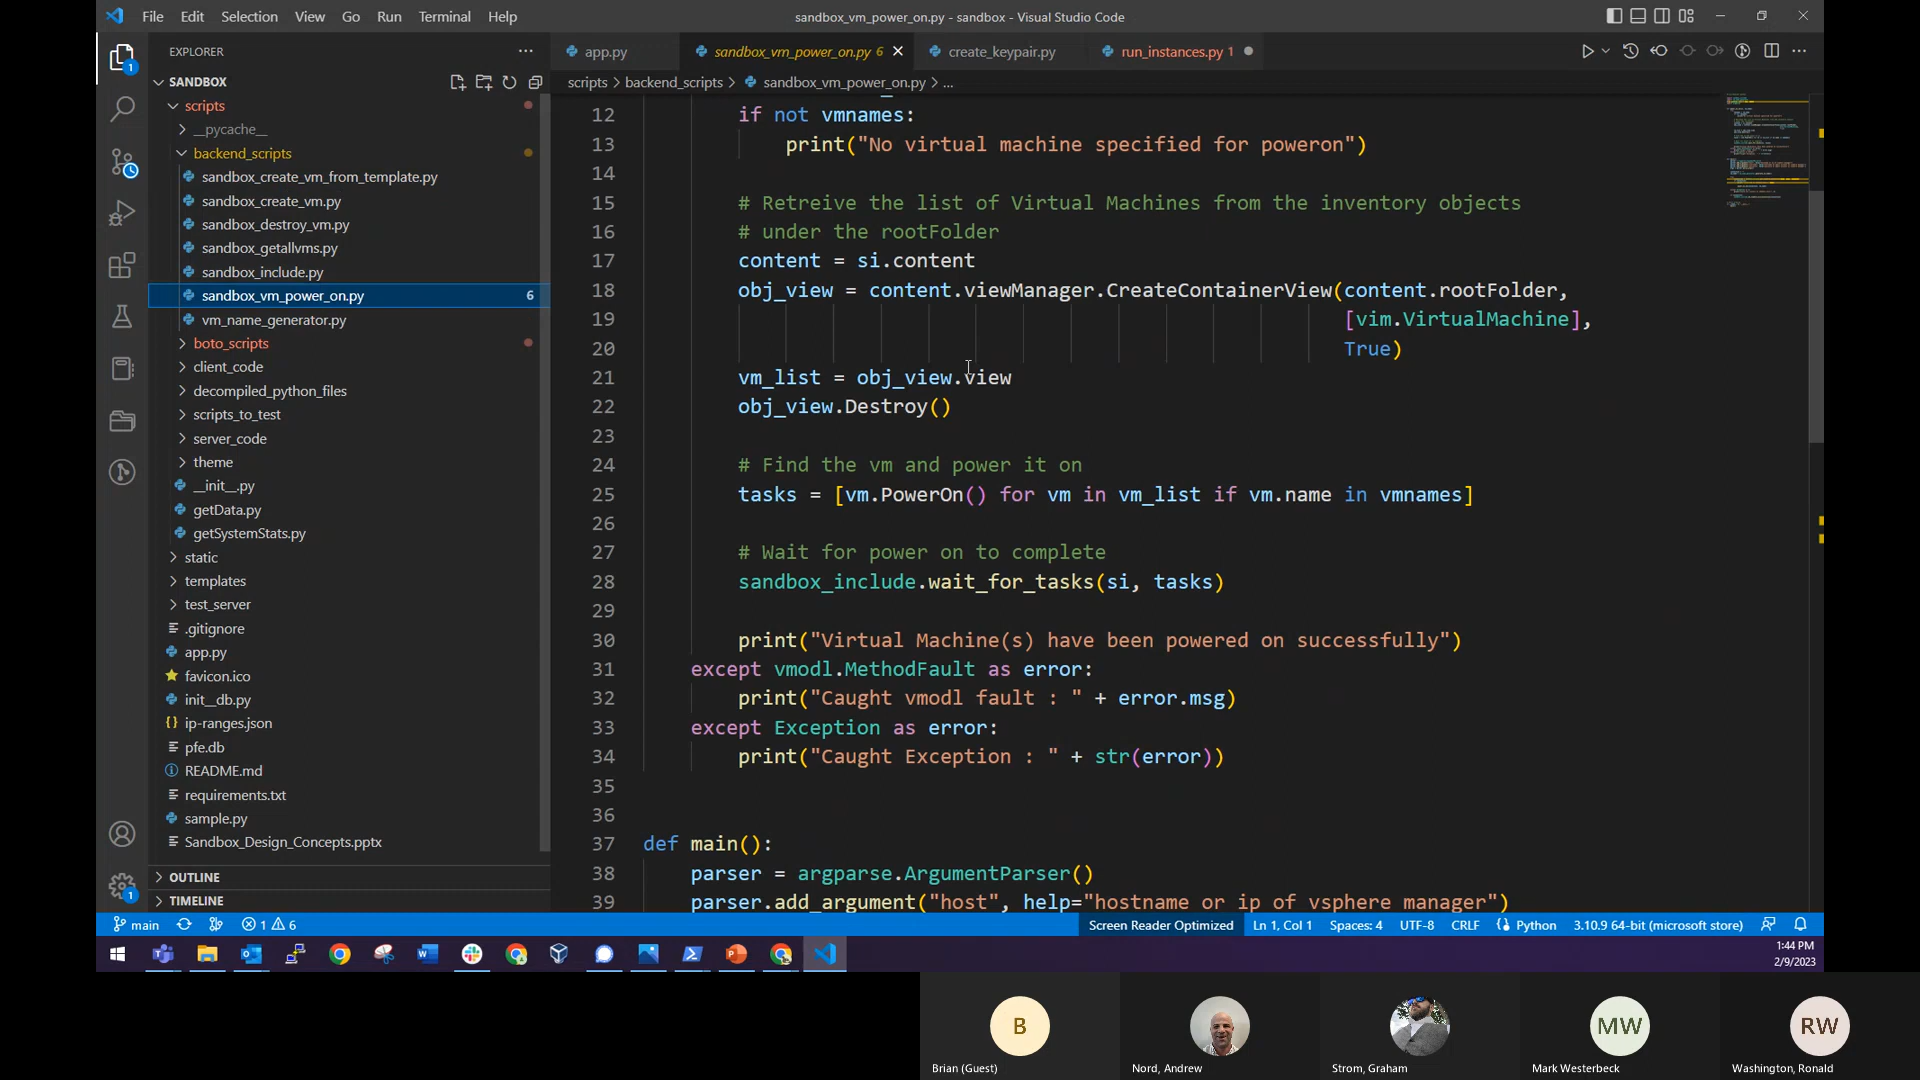 File Edit Selection View Go Run Terminal Help
sandbox_vm_power_on.py - sandbox - Visual Studio Code
EXPLORER
SANDBOX
scripts
__pycache__
backend_scripts
sandbox_create_vm_from_template.py
sandbox_create_vm.py
sandbox_destroy_vm.py
sandbox_getallvms.py
sandbox_include.py
sandbox_vm_power_on.py 6
vm_name_generator.py
boto_scripts
client_code
decompiled_python_files
scripts_to_test
server_code
theme
__init__.py
getData.py
getSystemStats.py
static
templates
test_server
.gitignore
app.py
favicon.ico
init__db.py
ip-ranges.json
pfe.db
README.md
requirements.txt
sample.py
Sandbox_Design_Concepts.pptx
OUTLINE
TIMELINE
1
1
app.py sandbox_vm_power_on.py 6 create_keypair.py run_instances.py 1
scripts > backend_scripts > sandbox_vm_power_on.py > ...
12 if not vmnames:
13 print("No virtual machine specified for poweron")
14
15 # Retreive the list of Virtual Machines from the inventory objects
16 # under the rootFolder
17 content = si.content
18 obj_view = content.viewManager.CreateContainerView(content.rootFolder,
19 [vim.VirtualMachine],
20 True)
21 vm_list = obj_view.view
22 obj_view.Destroy()
23
24 # Find the vm and power it on
25 tasks = [vm.PowerOn() for vm in vm_list if vm.name in vmnames]
26
27 # Wait for power on to complete
28 sandbox_include.wait_for_tasks(si, tasks)
29
30 print("Virtual Machine(s) have been powered on successfully")
31 except vmodl.MethodFault as error:
32 print("Caught vmodl fault : " + error.msg)
33 except Exception as error:
34 print("Caught Exception : " + str(error))
35
36
37 def main():
38 parser = argparse.ArgumentParser()
39 parser.add_argument("host", help="hostname or ip of vsphere manager")
main 1 6 Screen Reader Optimized Ln 1, Col 1 Spaces: 4 UTF-8 CRLF Python 3.10.9 64-bit (microsoft store)
1:44 PM
2/9/2023
B MW RW
Brian (Guest) Nord, Andrew Strom, Graham Mark Westerbeck Washington, Ronald